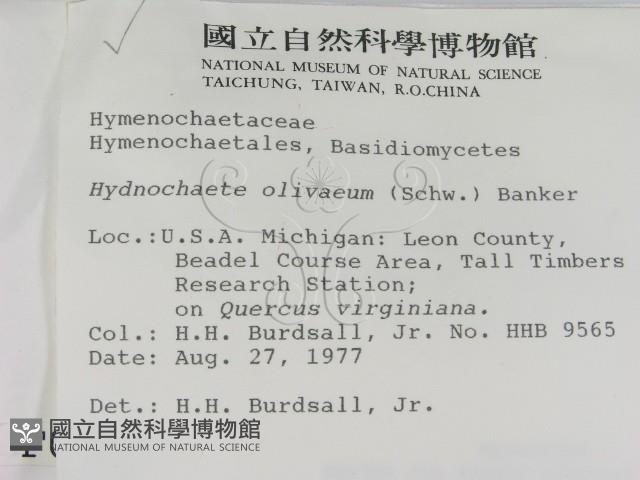 國立自然科學博物館
NATIONAL MUSEUM OF NATURAL SCIENCE
TAICHUNG, TAIWAN, R.O.CHINA
Hymenochaetaceae
Hymenochaetales, Basidiomycetes
Hydnochaete olivaeum (Schw.) Banker
Loc.:U.S.A. Michigan: Leon County,
Beadel Course Area, Tall Timbers
Research Station;
on Quercus virginiana.
Col.: H.H. Burdsall, Jr. No. HHB 9565
Date: Aug. 27, 1977
Det.: H.H. Burdsall, Jr.
國立自然科學博物館
NATIONAL MUSEUM OF NATURAL SCIENCE